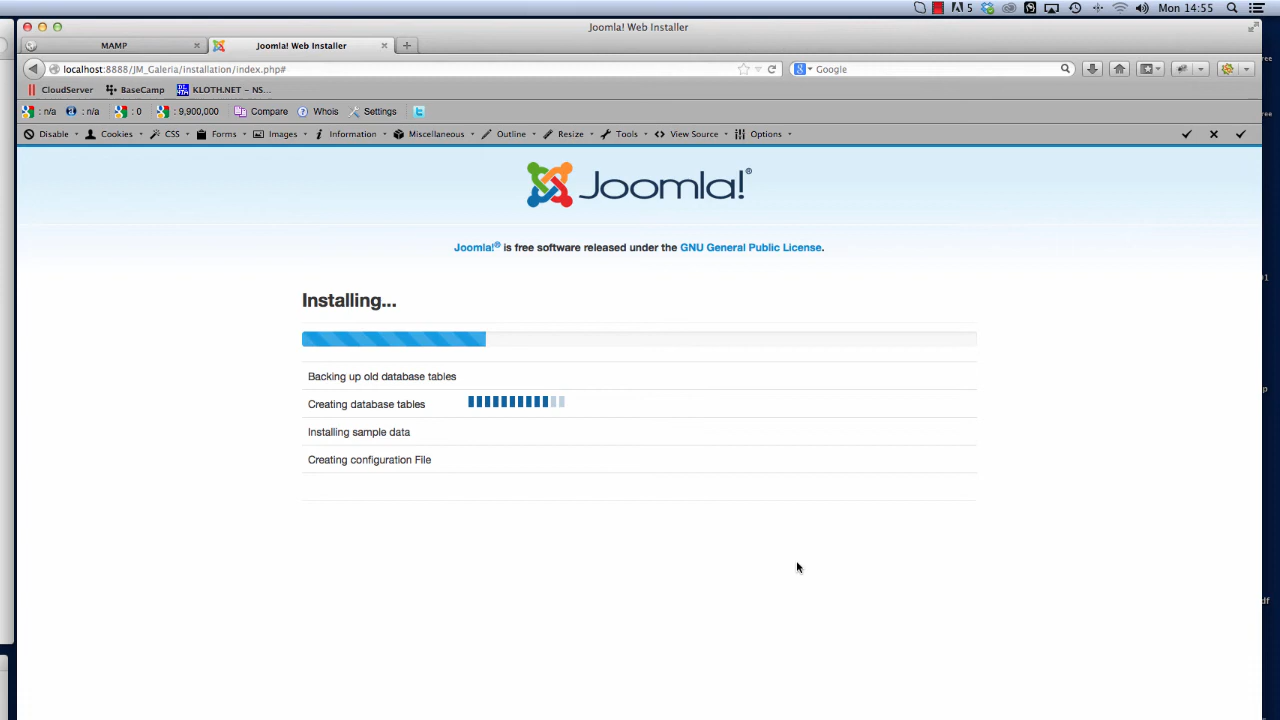 5 Mon 14:55
Joomla! Web Installer
MAMP Joomla! Web Installer
localhost:8888/JM_Galeria/installation/index.php# Google
CloudServer BaseCamp KLOTH.NET - NS...
: n/a : n/a : 0 : 9,900,000 Compare Whois Settings
Disable Cookies CSS Forms Images Information Miscellaneous Outline Resize Tools View Source Options
Joomla!®
Joomla!® is free software released under the GNU General Public License.
Installing...
Backing up old database tables
Creating database tables
Installing sample data
Creating configuration File